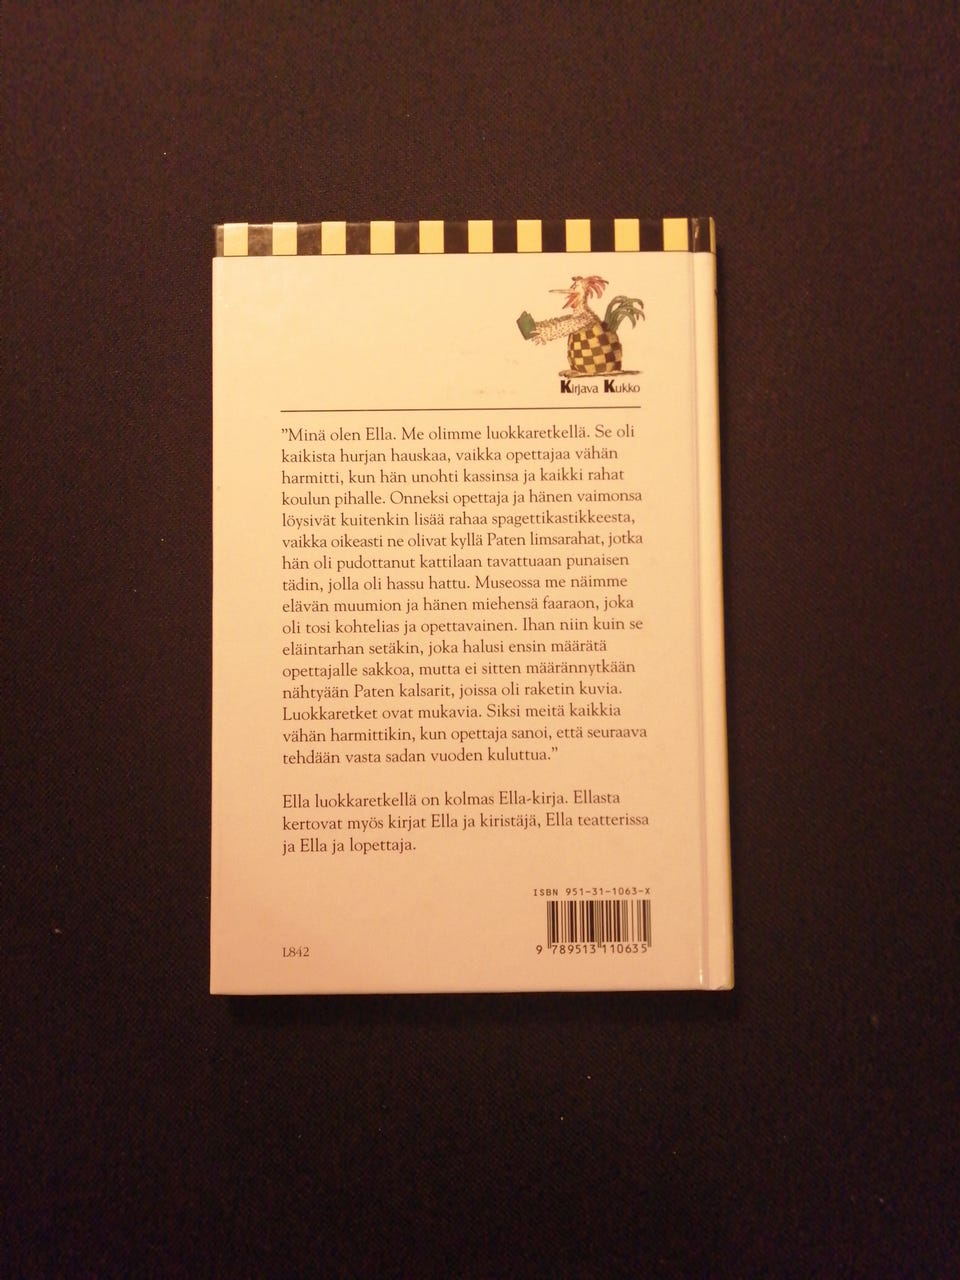 Kirjava Kukko
”Minä olen Ella. Me olimme luokkaretkellä. Se oli
kaikista hurjan hauskaa, vaikka opettajaa vähän
harmitti, kun hän unohti kassinsa ja kaikki rahat
koulun pihalle. Onneksi opettaja ja hänen vaimonsa
löysivät kuitenkin lisää rahaa spagettikastikkeesta,
vaikka oikeasti ne olivat kyllä Paten limsarahat, jotka
hän oli pudottanut kattilaan tavattuaan punaisen
tädin, jolla oli hassu hattu. Museossa me näimme
elävän muumion ja hänen miehensä faaraon, joka
oli tosi kohtelias ja opettavainen. Ihan niin kuin se
eläintarhan setäkin, joka halusi ensin määrätä
opettajalle sakkoa, mutta ei sitten määrännytkään
nähtyään Paten kalsarit, joissa oli raketin kuvia.
Luokkaretket ovat mukavia. Siksi meitä kaikkia
vähän harmittikin, kun opettaja sanoi, että seuraava
tehdään vasta sadan vuoden kuluttua.”
Ella luokkaretkellä on kolmas Ella-kirja. Ellasta
kertovat myös kirjat Ella ja kiristäjä, Ella teatterissa
ja Ella ja lopettaja.
ISBN 951-31-1063-X
9 789513 110635
L842